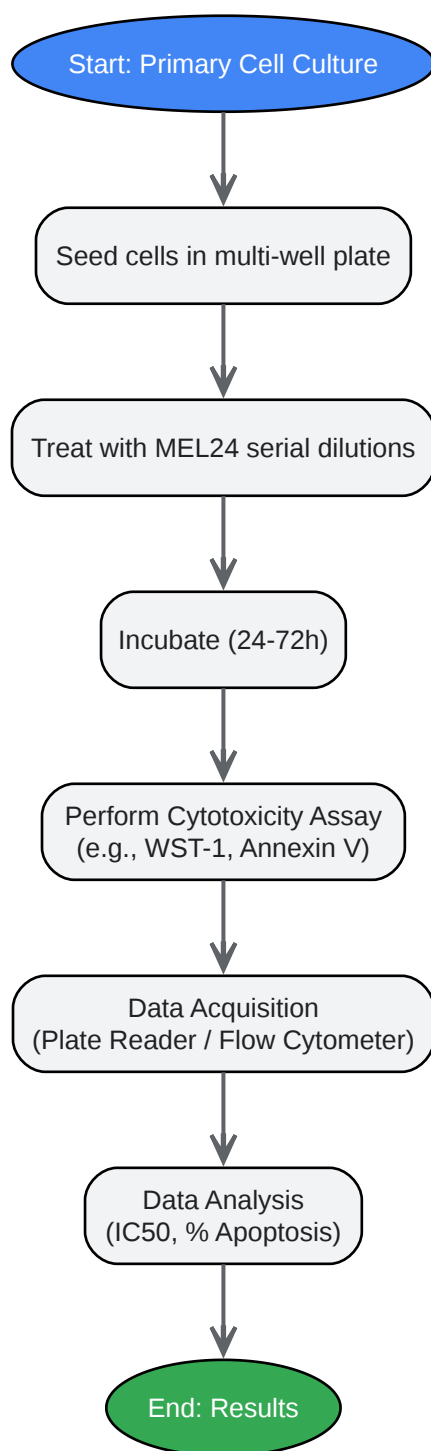 Start: Primary Cell Culture
Seed cells in multi-well plate
Treat with MEL24 serial dilutions
Incubate (24-72h)
Perform Cytotoxicity Assay
(e.g., WST-1, Annexin V)
Data Acquisition
(Plate Reader / Flow Cytometer)
Data Analysis
(IC50, % Apoptosis)
End: Results